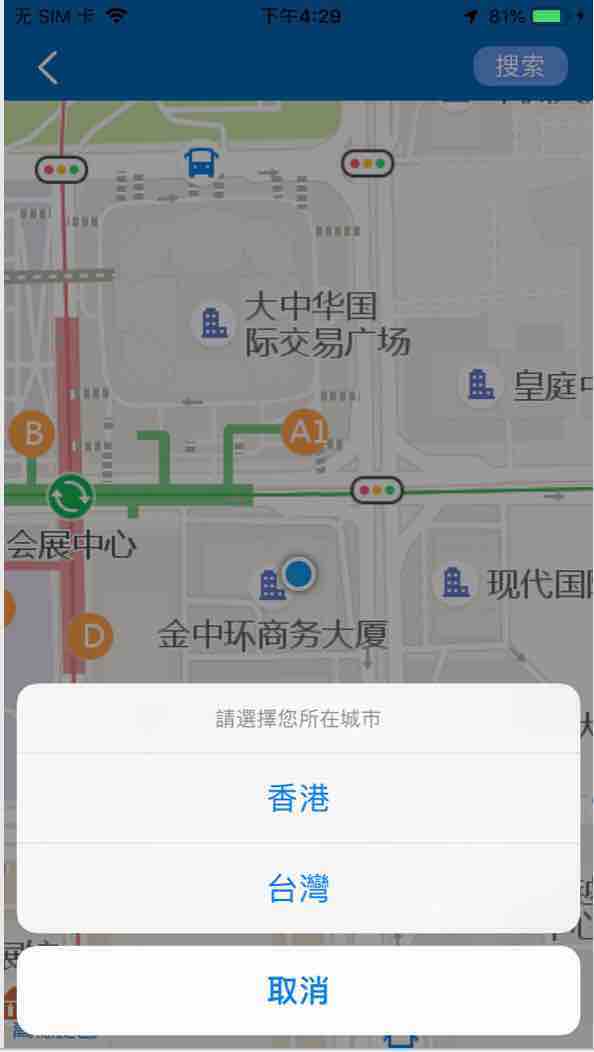 无 SIM 卡
下午4:29
81%
搜索
大中华国
际交易广场
皇庭中
B
A1
会展中心
现代国际
D
金中环商务大厦
請選擇您所在城市
香港
台灣
取消